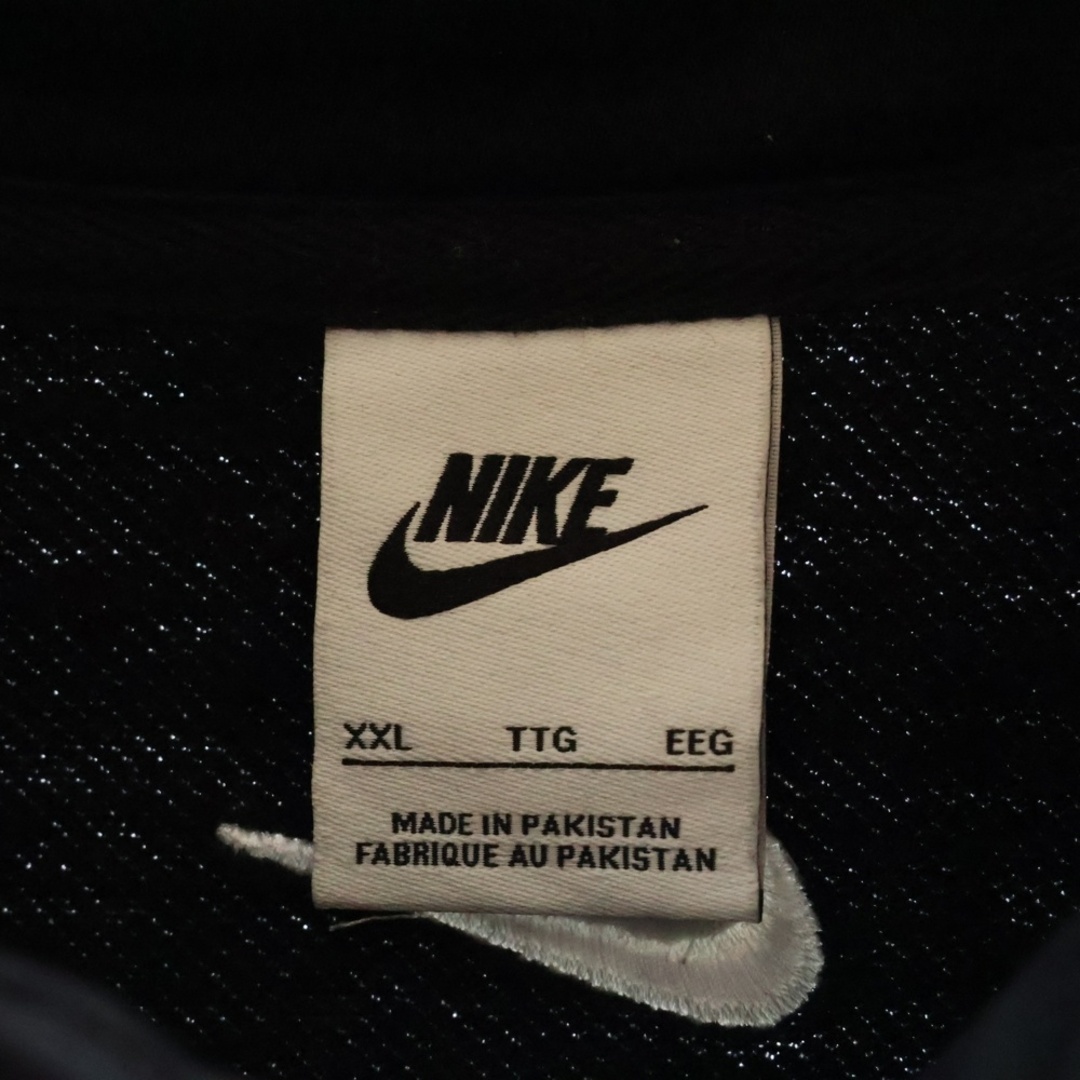 NIKE
XXL TTG EEG
MADE IN PAKISTAN
FABRIQUE AU PAKISTAN